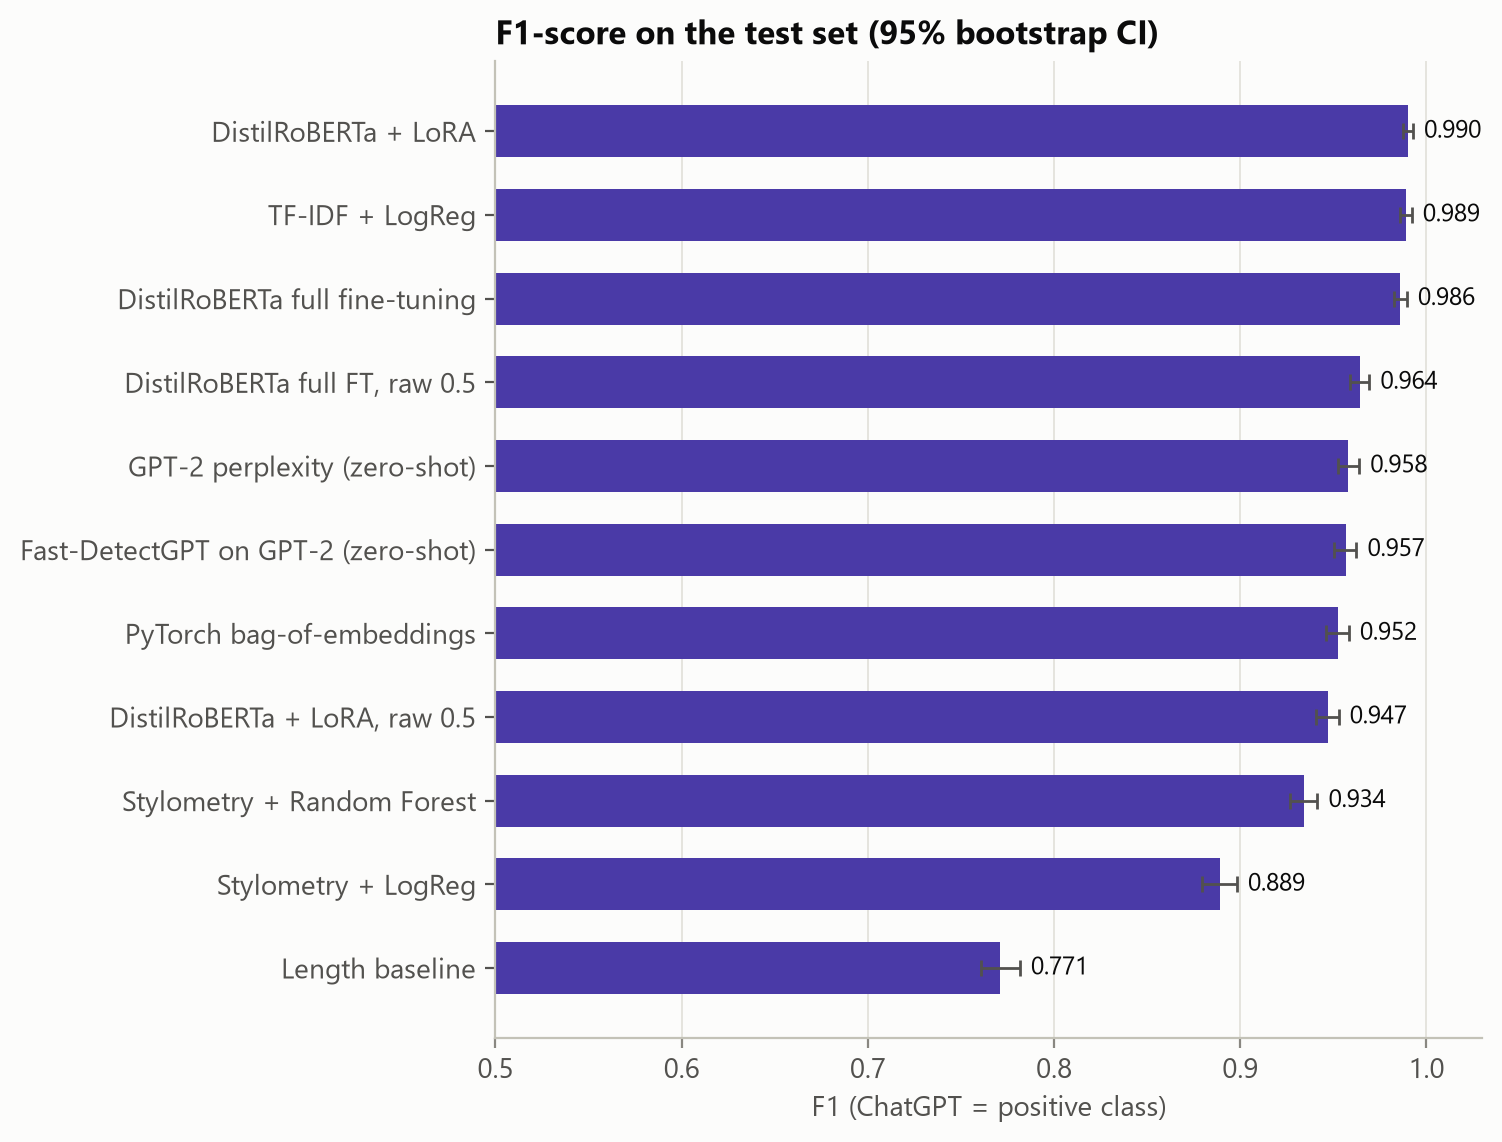 F1-score on the test set (95% bootstrap CI)
DistilRoBERTa + LoRA 0.990
TF-IDF + LogReg 0.989
DistilRoBERTa full fine-tuning 0.986
DistilRoBERTa full FT, raw 0.5 0.964
GPT-2 perplexity (zero-shot) 0.958
Fast-DetectGPT on GPT-2 (zero-shot) 0.957
PyTorch bag-of-embeddings 0.952
DistilRoBERTa + LoRA, raw 0.5 0.947
Stylometry + Random Forest 0.934
Stylometry + LogReg 0.889
Length baseline 0.771
0.5 0.6 0.7 0.8 0.9 1.0
F1 (ChatGPT = positive class)